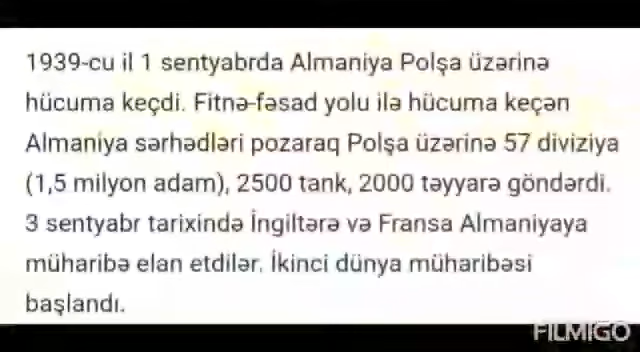 1939-cu il 1 sentyabrda Almaniya Polşa üzərinə
hücuma keçdi. Fitnə-fəsad yolu ilə hücuma keçən
Almaniya sərhədləri pozaraq Polşa üzərinə 57 diviziya
(1,5 milyon adam), 2500 tank, 2000 təyyarə göndərdi.
3 sentyabr tarixində İngiltərə və Fransa Almaniyaya
müharibə elan etdilər. İkinci dünya müharibəsi
başlandı.
FILMIGO